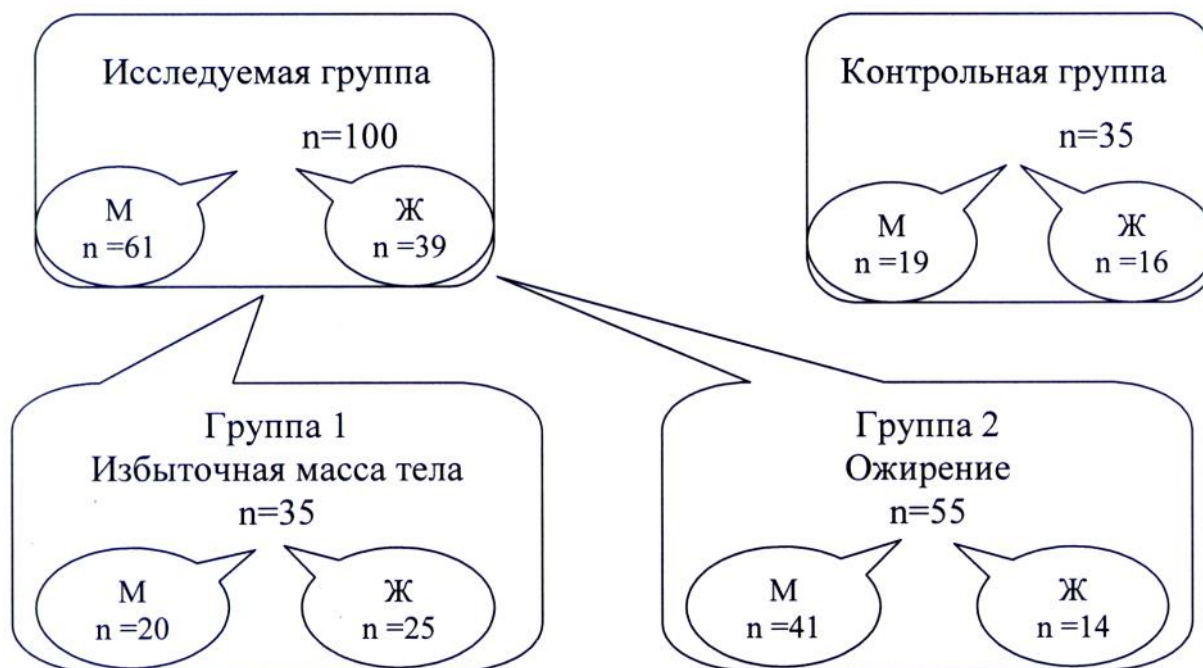 Исследуемая группа
n=100
М
n =61
Ж
n =39
Контрольная группа
n=35
М
n =19
Ж
n =16
Группа 1
Избыточная масса тела
n=35
М
n =20
Ж
n =25
Группа 2
Ожирение
n=55
М
n =41
Ж
n =14